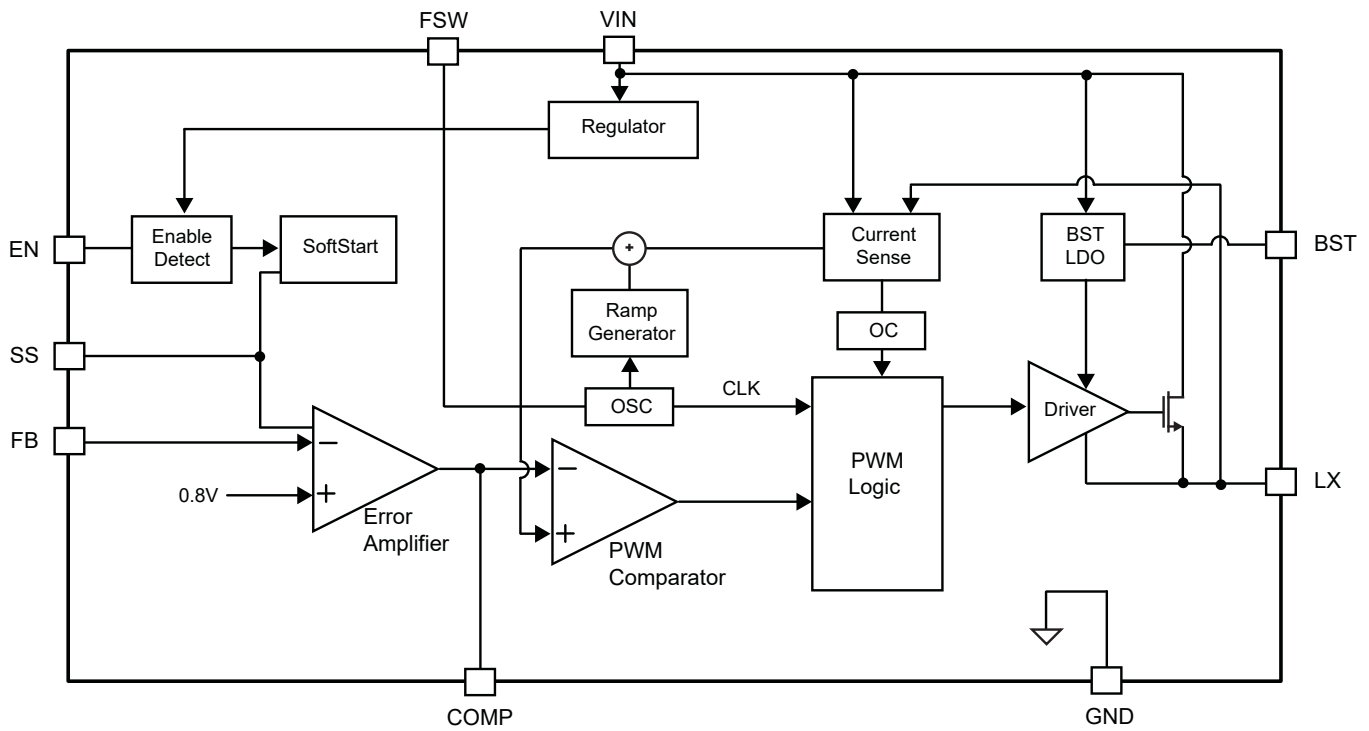 FSW
VIN
Regulator
EN
Enable
Detect
SoftStart
+
Current
Sense
BST
LDO
BST
Ramp
Generator
OC
SS
OSC
CLK
Driver
FB
−
0.8V
+
Error
Amplifier
−
+
PWM
Comparator
PWM
Logic
LX
COMP
GND